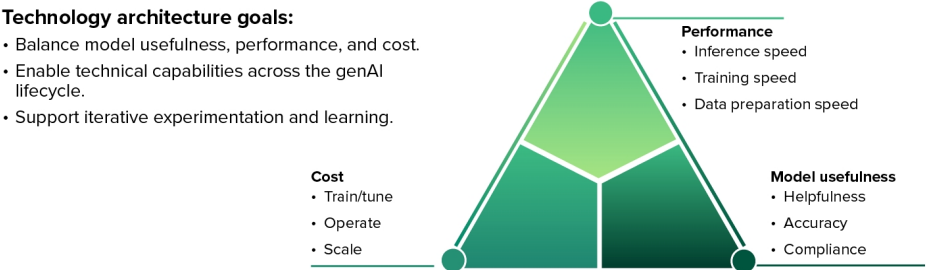 Technology architecture goals:
• Balance model usefulness, performance, and cost.
• Enable technical capabilities across the genAI
lifecycle.
• Support iterative experimentation and learning.
Performance
• Inference speed
• Training speed
• Data preparation speed
Cost
• Train/tune
• Operate
• Scale
Model usefulness
• Helpfulness
• Accuracy
• Compliance